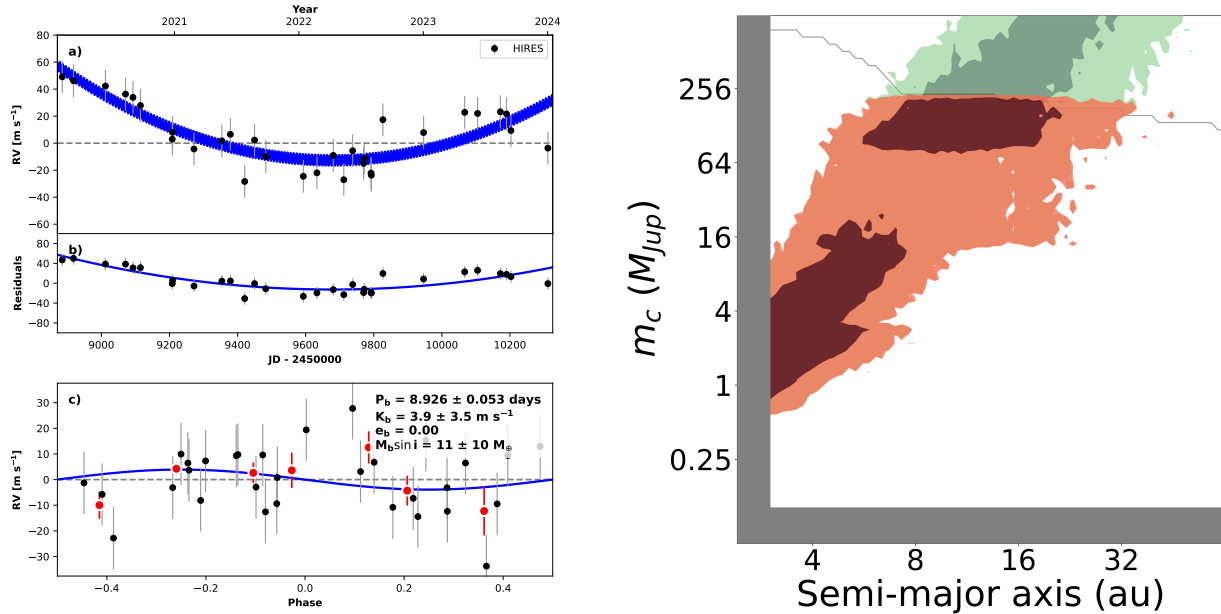 Year
2021 2022 2023 2024
a)
HIRES
80
60
40
20
0
−20
−40
−60
RV [m s⁻¹]
b)
80
40
0
−40
−80
Residuals
9000 9200 9400 9600 9800 10000 10200
JD - 2450000
c)
P_b = 8.926 ± 0.053 days
K_b = 3.9 ± 3.5 m s⁻¹
e_b = 0.00
M_b sin i = 11 ± 10 M_⊕
30
20
10
0
−10
−20
−30
RV [m s⁻¹]
−0.4 −0.2 0.0 0.2 0.4
Phase
256
64
16
4
1
0.25
m_c (M_Jup)
4 8 16 32
Semi-major axis (au)